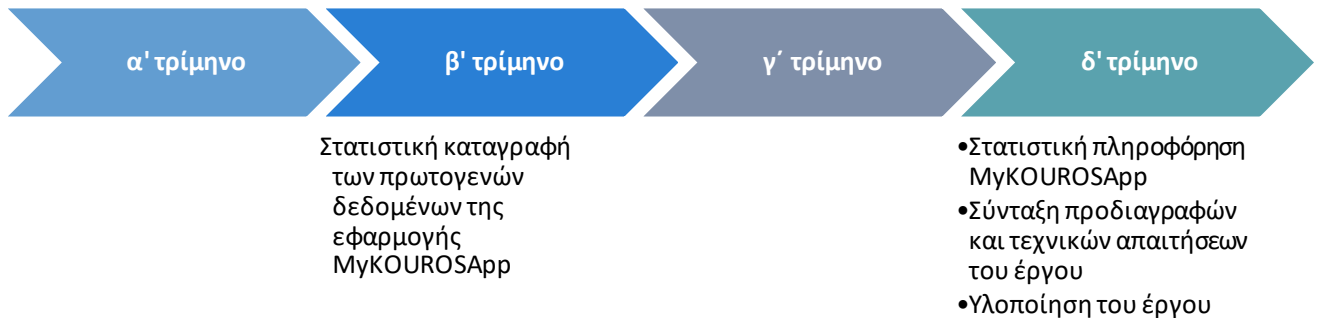 α' τρίμηνο
β' τρίμηνο
γ΄ τρίμηνο
δ' τρίμηνο
Στατιστική καταγραφή
των πρωτογενών
δεδομένων της
εφαρμογής
MyKOUROSApp
•Στατιστική πληροφόρηση
MyKOUROSApp
•Σύνταξη προδιαγραφών
και τεχνικών απαιτήσεων
του έργου
•Υλοποίηση του έργου